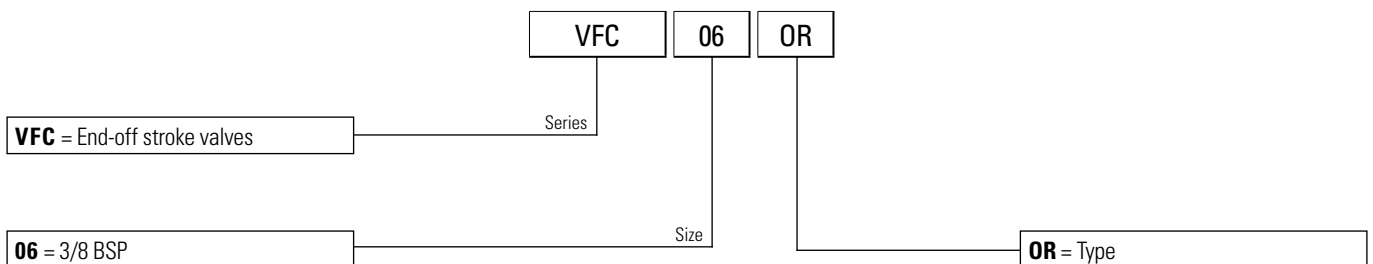 VFC 06 OR
Series
VFC = End-off stroke valves
Size
06 = 3/8 BSP
OR = Type